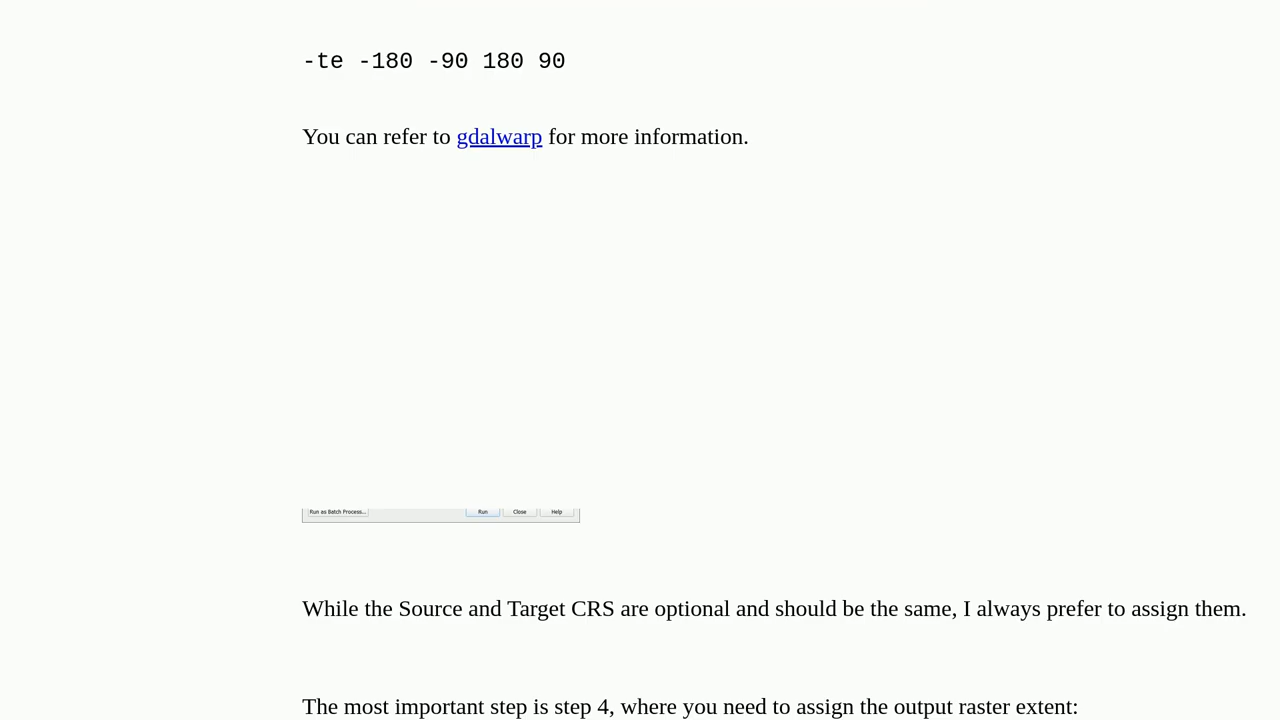 -te -180 -90 180 90
You can refer to gdalwarp for more information.
Run as Batch Process... Run Close Help
While the Source and Target CRS are optional and should be the same, I always prefer to assign them.
The most important step is step 4, where you need to assign the output raster extent: